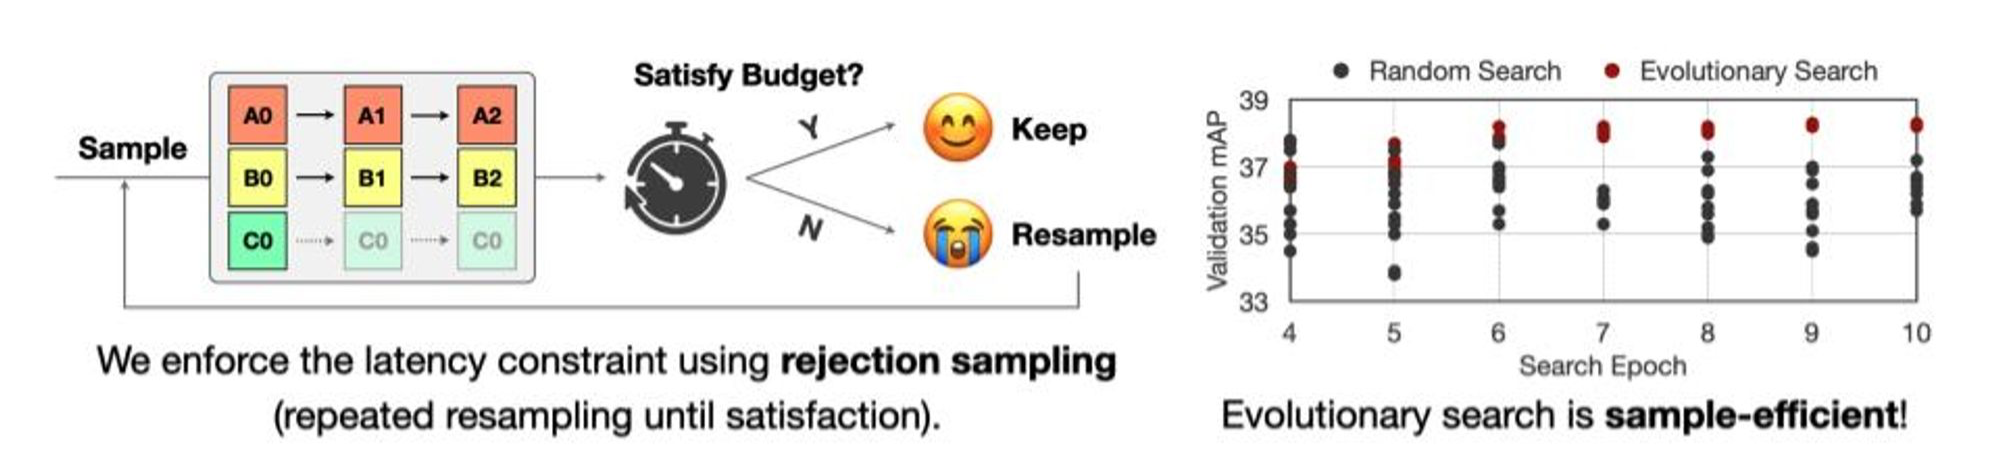 Satisfy Budget?
Sample
A0 A1 A2
B0 B1 B2
C0 C0 C0
Y
N
Keep
Resample
We enforce the latency constraint using rejection sampling
(repeated resampling until satisfaction).
Random Search Evolutionary Search
Validation mAP
39
37
35
33
4 5 6 7 8 9 10
Search Epoch
Evolutionary search is sample-efficient!